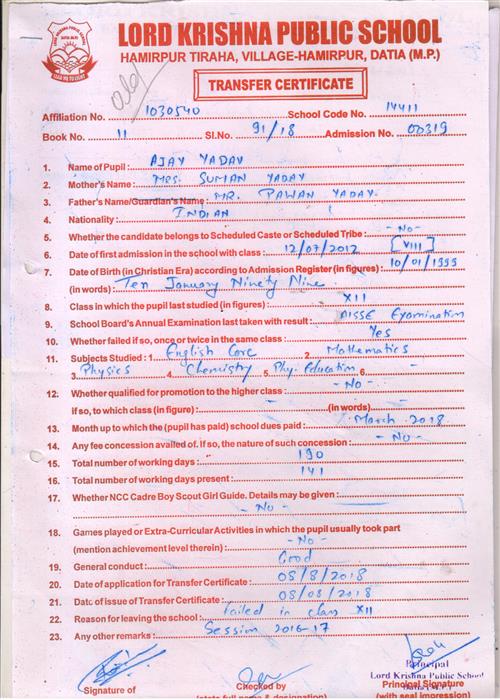 LORD KRISHNA PUBLIC SCHOOL
HAMIRPUR TIRAHA, VILLAGE-HAMIRPUR, DATIA (M.P.)
TRANSFER CERTIFICATE
Affiliation No. 1030540 School Code No. 14411
Book No. 11 Sl.No. 91/18 Admission No. 00319
1. Name of Pupil : AJAY YADAV
2. Mother's Name : MRS. SUMAN YADAV
3. Father's Name/Guardian's Name : MR. PAWAN YADAV
4. Nationality : INDIAN
5. Whether the candidate belongs to Scheduled Caste or Scheduled Tribe : - No -
6. Date of first admission in the school with class : 12/07/2012 [VIII]
7. Date of Birth (in Christian Era) according to Admission Register (in figures) : 10/01/1999
(in words) : Ten January Ninety Nine
8. Class in which the pupil last studied (in figures) : XII
9. School Board's Annual Examination last taken with result : AISSE Examination
10. Whether failed if so, once or twice in the same class : Yes
11. Subjects Studied : 1. English Core 2. Mathematics
3. Physics 4. Chemistry 5. Phy. Education 6. -
12. Whether qualified for promotion to the higher class : - No -
if so, to which class (in figure) : - (in words) -
13. Month up to which the (pupil has paid) school dues paid : March 2018
14. Any fee concession availed of. if so, the nature of such concession : - No -
15. Total number of working days : 190
16. Total number of working days present : 141
17. Whether NCC Cadre Boy Scout Girl Guide. Details may be given :
- No -
18. Games played or Extra-Curricular Activities in which the pupil usually took part
(mention achievement level therein) : - No -
19. General conduct : Good
20. Date of application for Transfer Certificate : 08/8/2018
21. Date of issue of Transfer Certificate : 08/08/2018
22. Reason for leaving the school : failed in class XII
23. Any other remarks : Session 2016-17
Principal
Lord Krishna Public School
Signature of Checked by Principal Signature
(state full name & designation) (with seal impression)